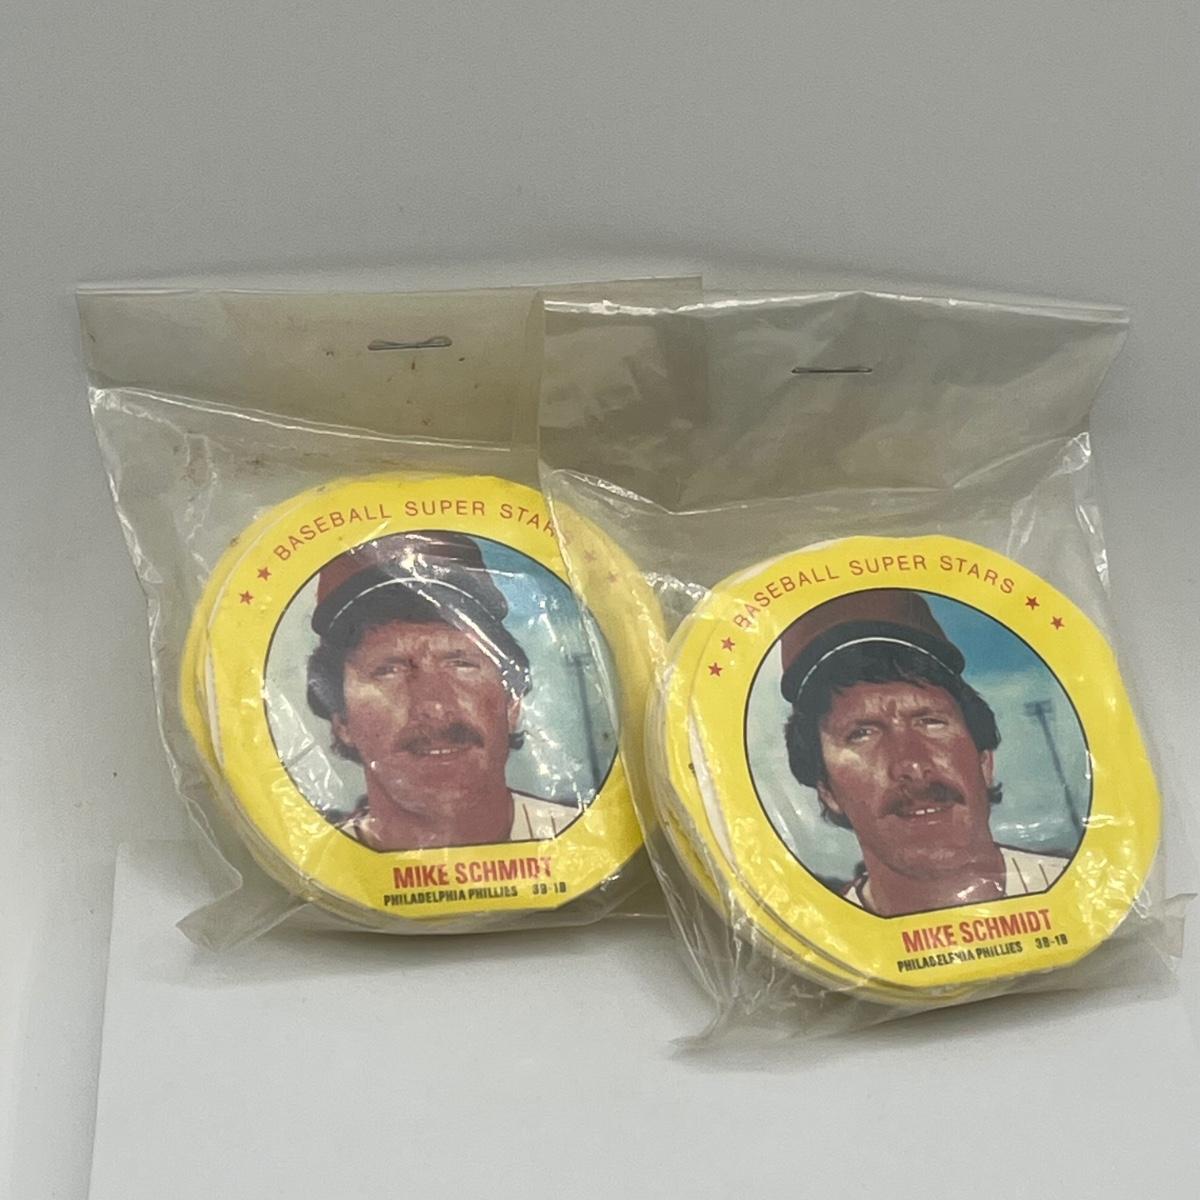 ★ ★ BASEBALL SUPER STARS ★ ★
MIKE SCHMIDT
PHILADELPHIA PHILLIES 3B-1B
★ ★ BASEBALL SUPER STARS ★ ★
MIKE SCHMIDT
PHILADELPHIA PHILLIES 3B-1B